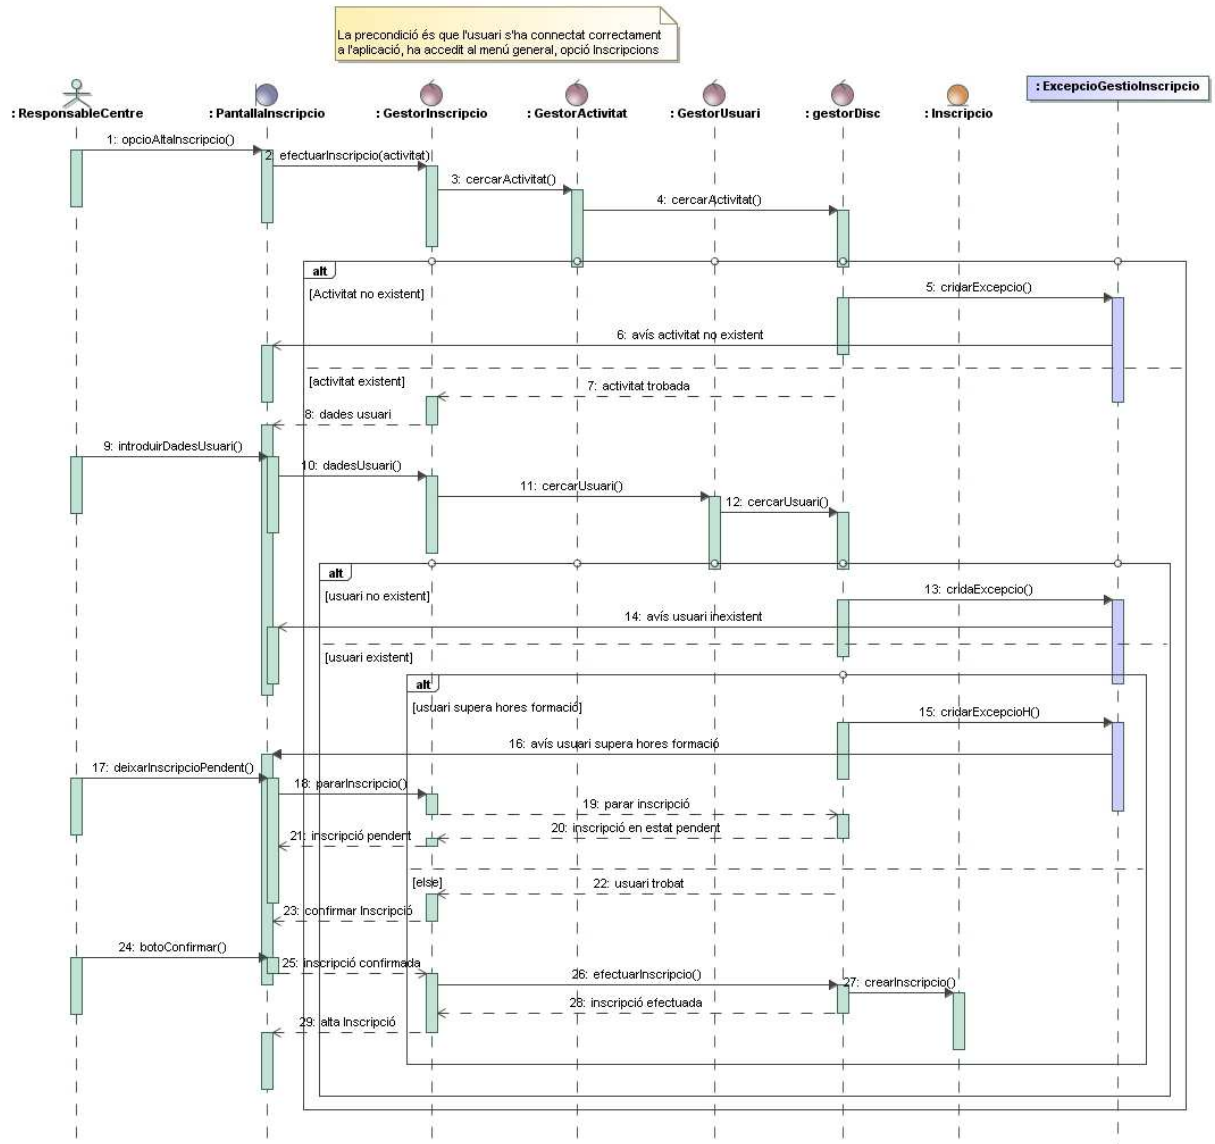 La precondició és que l'usuari s'ha connectat correctament
a l'aplicació, ha accedit al menú general, opció Inscripcions
: ResponsableCentre
: PantallaInscripcio
: GestorInscripcio
: GestorActivitat
: GestorUsuari
: gestorDisc
: Inscripcio
: ExcepcioGestioInscripcio
1: opcioAltaInscripcio()
2: efectuarInscripcio(activitat)
3: cercarActivitat()
4: cercarActivitat()
alt
[Activitat no existent]
5: cridarExcepcio()
6: avís activitat no existent
[activitat existent]
7: activitat trobada
8: dades usuari
9: introduirDadesUsuari()
10: dadesUsuari()
11: cercarUsuari()
12: cercarUsuari()
alt
[usuari no existent]
13: cridaExcepcio()
14: avís usuari inexistent
[usuari existent]
alt
[usuari supera hores formació]
15: cridarExcepcioH()
16: avís usuari supera hores formació
17: deixarInscripcioPendent()
18: pararInscripcio()
19: parar inscripció
20: inscripció en estat pendent
21: inscripció pendent
[else]
22: usuari trobat
23: confirmar Inscripció
24: botoConfirmar()
25: inscripció confirmada
26: efectuarInscripcio()
27: crearInscripcio()
28: inscripció efectuada
29: alta Inscripció